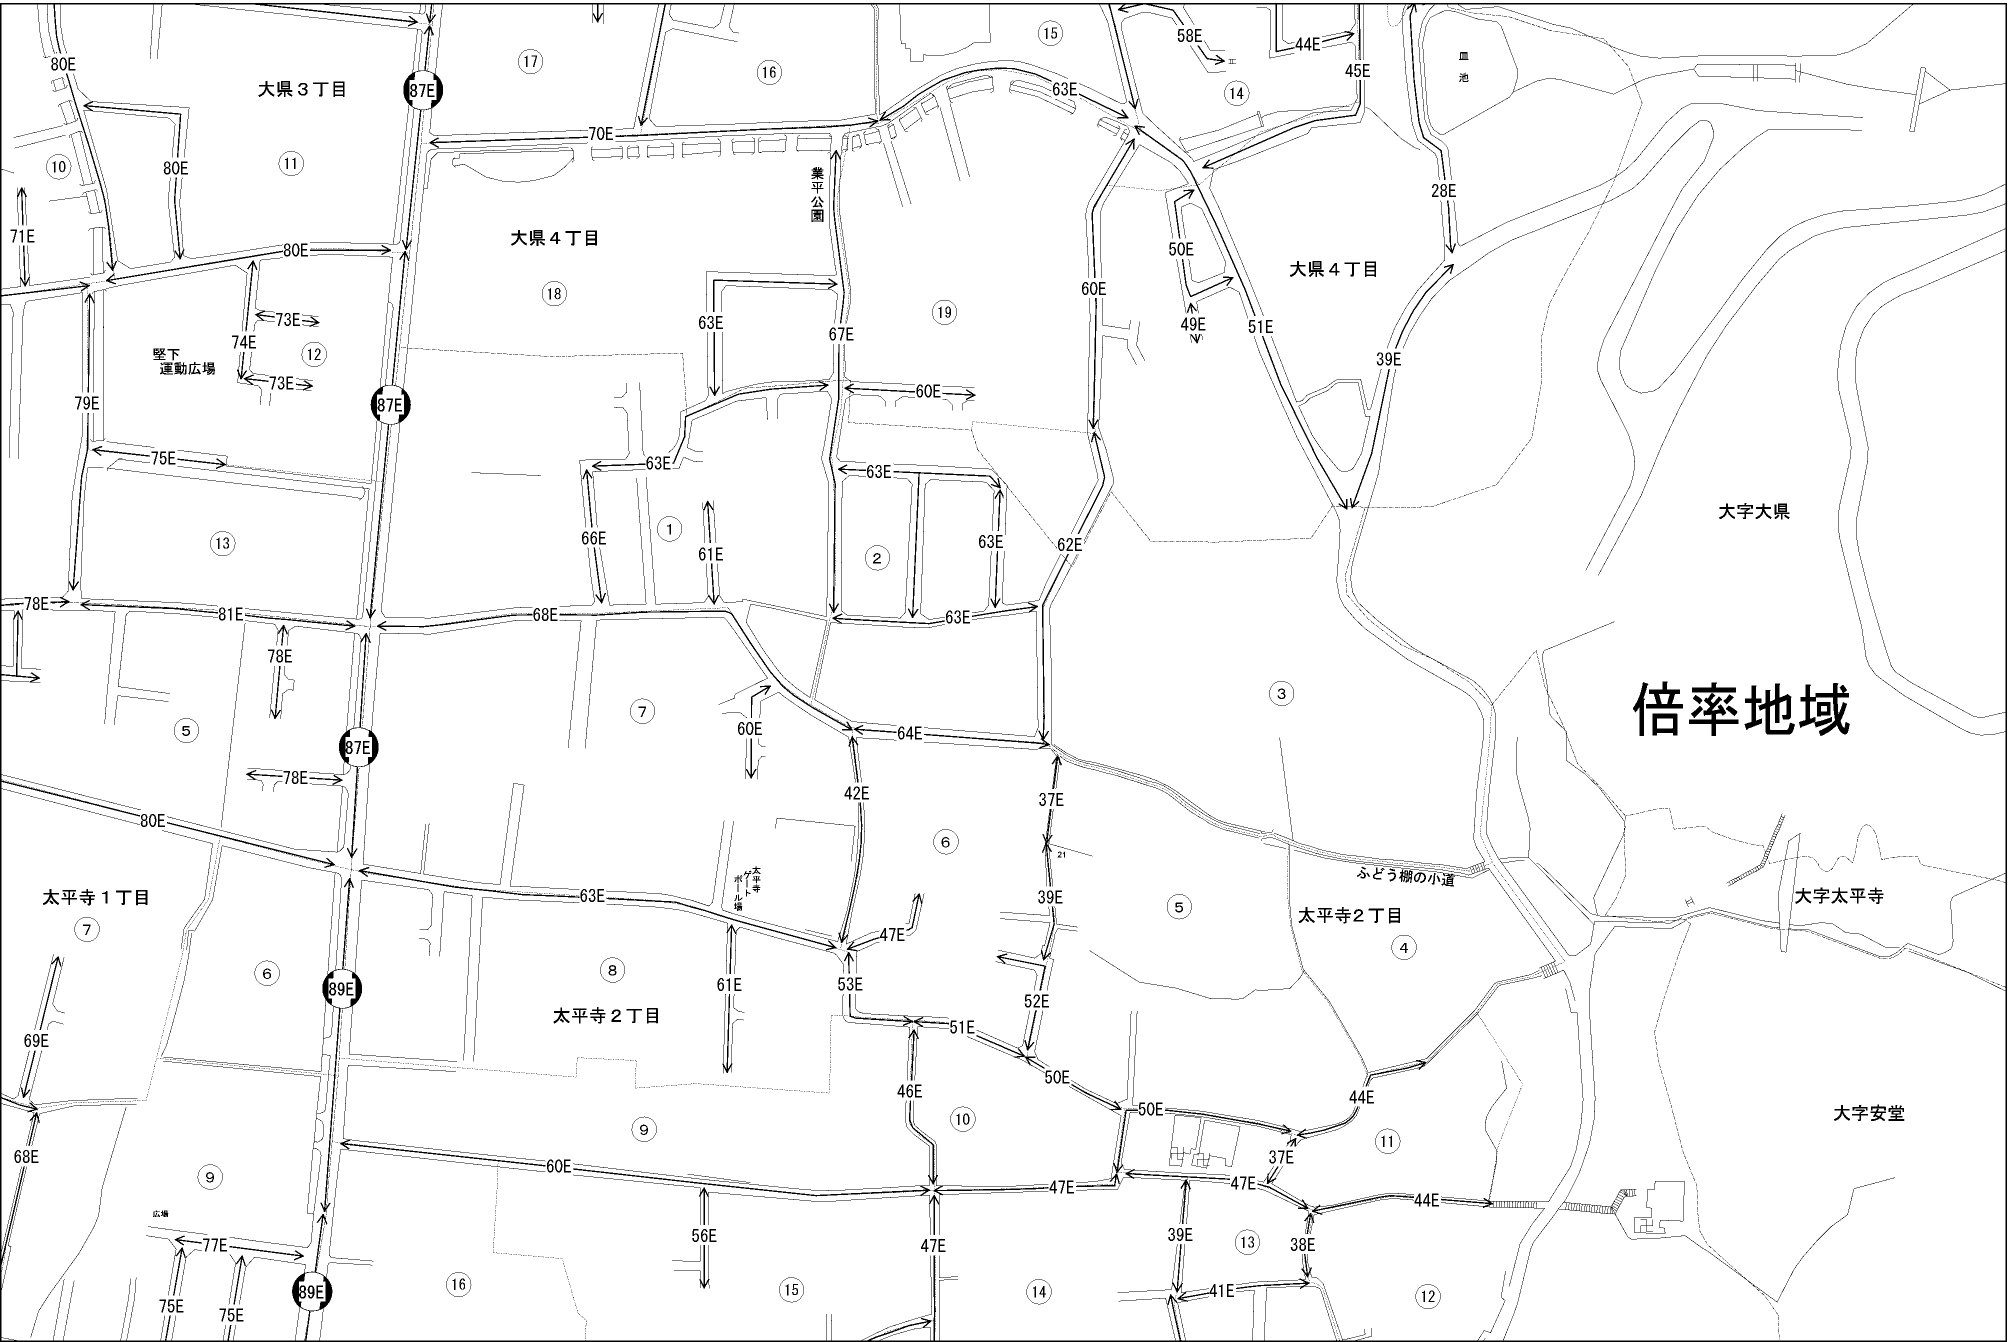 58E
44E
⑮
80E
⑰
45E
皿
池
⑯
大県３丁目
87E
63E
⑭
70E
⑩
80E
⑪
業平公園
28E
71E
80E
大県４丁目
50E
大県４丁目
⑱
60E
⑲
73E
63E
67E
49E
51E
74E
堅下
運動広場
⑫
39E
73E
79E
87E
60E
75E
63E
63E
大字大県
⑬
66E
①
61E
②
63E
62E
78E
81E
68E
63E
78E
③
倍率地域
⑤
⑦
60E
64E
87E
78E
42E
37E
80E
⑥
21
太平寺
ゲート
ボール場
ふどう棚の小道
太平寺１丁目
63E
39E
大字太平寺
⑦
⑤
太平寺２丁目
47E
④
⑥
⑧
61E
53E
89E
52E
太平寺２丁目
51E
69E
50E
46E
44E
50E
大字安堂
⑩
⑨
⑪
68E
60E
37E
⑨
47E
47E
44E
広場
77E
56E
47E
39E
⑬
38E
⑯
⑮
⑭
41E
⑫
89E
75E
75E